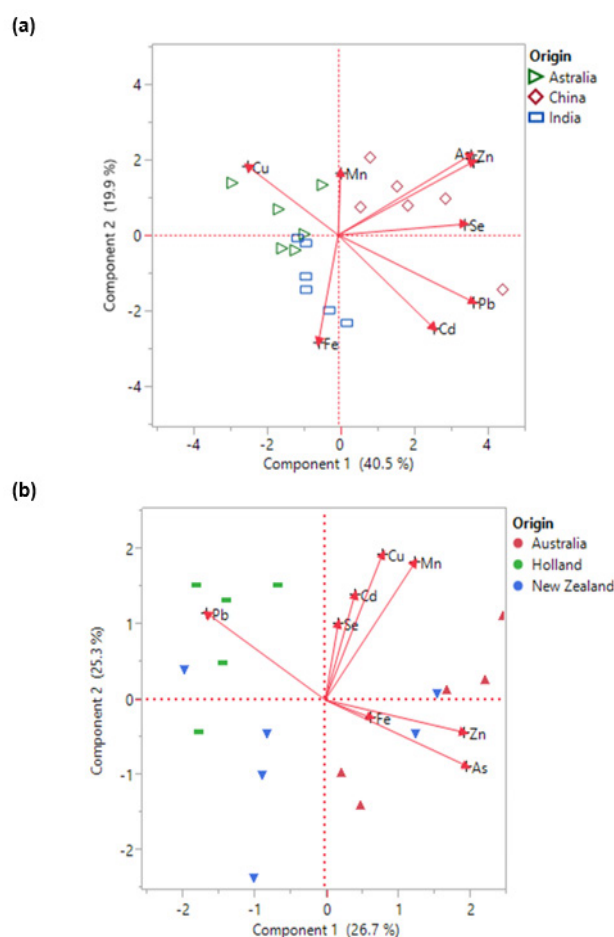 (a)
Origin
Astralia
China
India
4
2
0
-2
-4
Component 2 (19.9 %)
Cu
Mn
As
Zn
Se
Pb
Cd
Fe
-4
-2
0
2
4
Component 1 (40.5 %)
(b)
Origin
Australia
Holland
New Zealand
2
1
0
-1
-2
Component 2 (25.3 %)
Cu
Mn
Cd
Pb
Se
Fe
Zn
As
-2
-1
0
1
2
Component 1 (26.7 %)